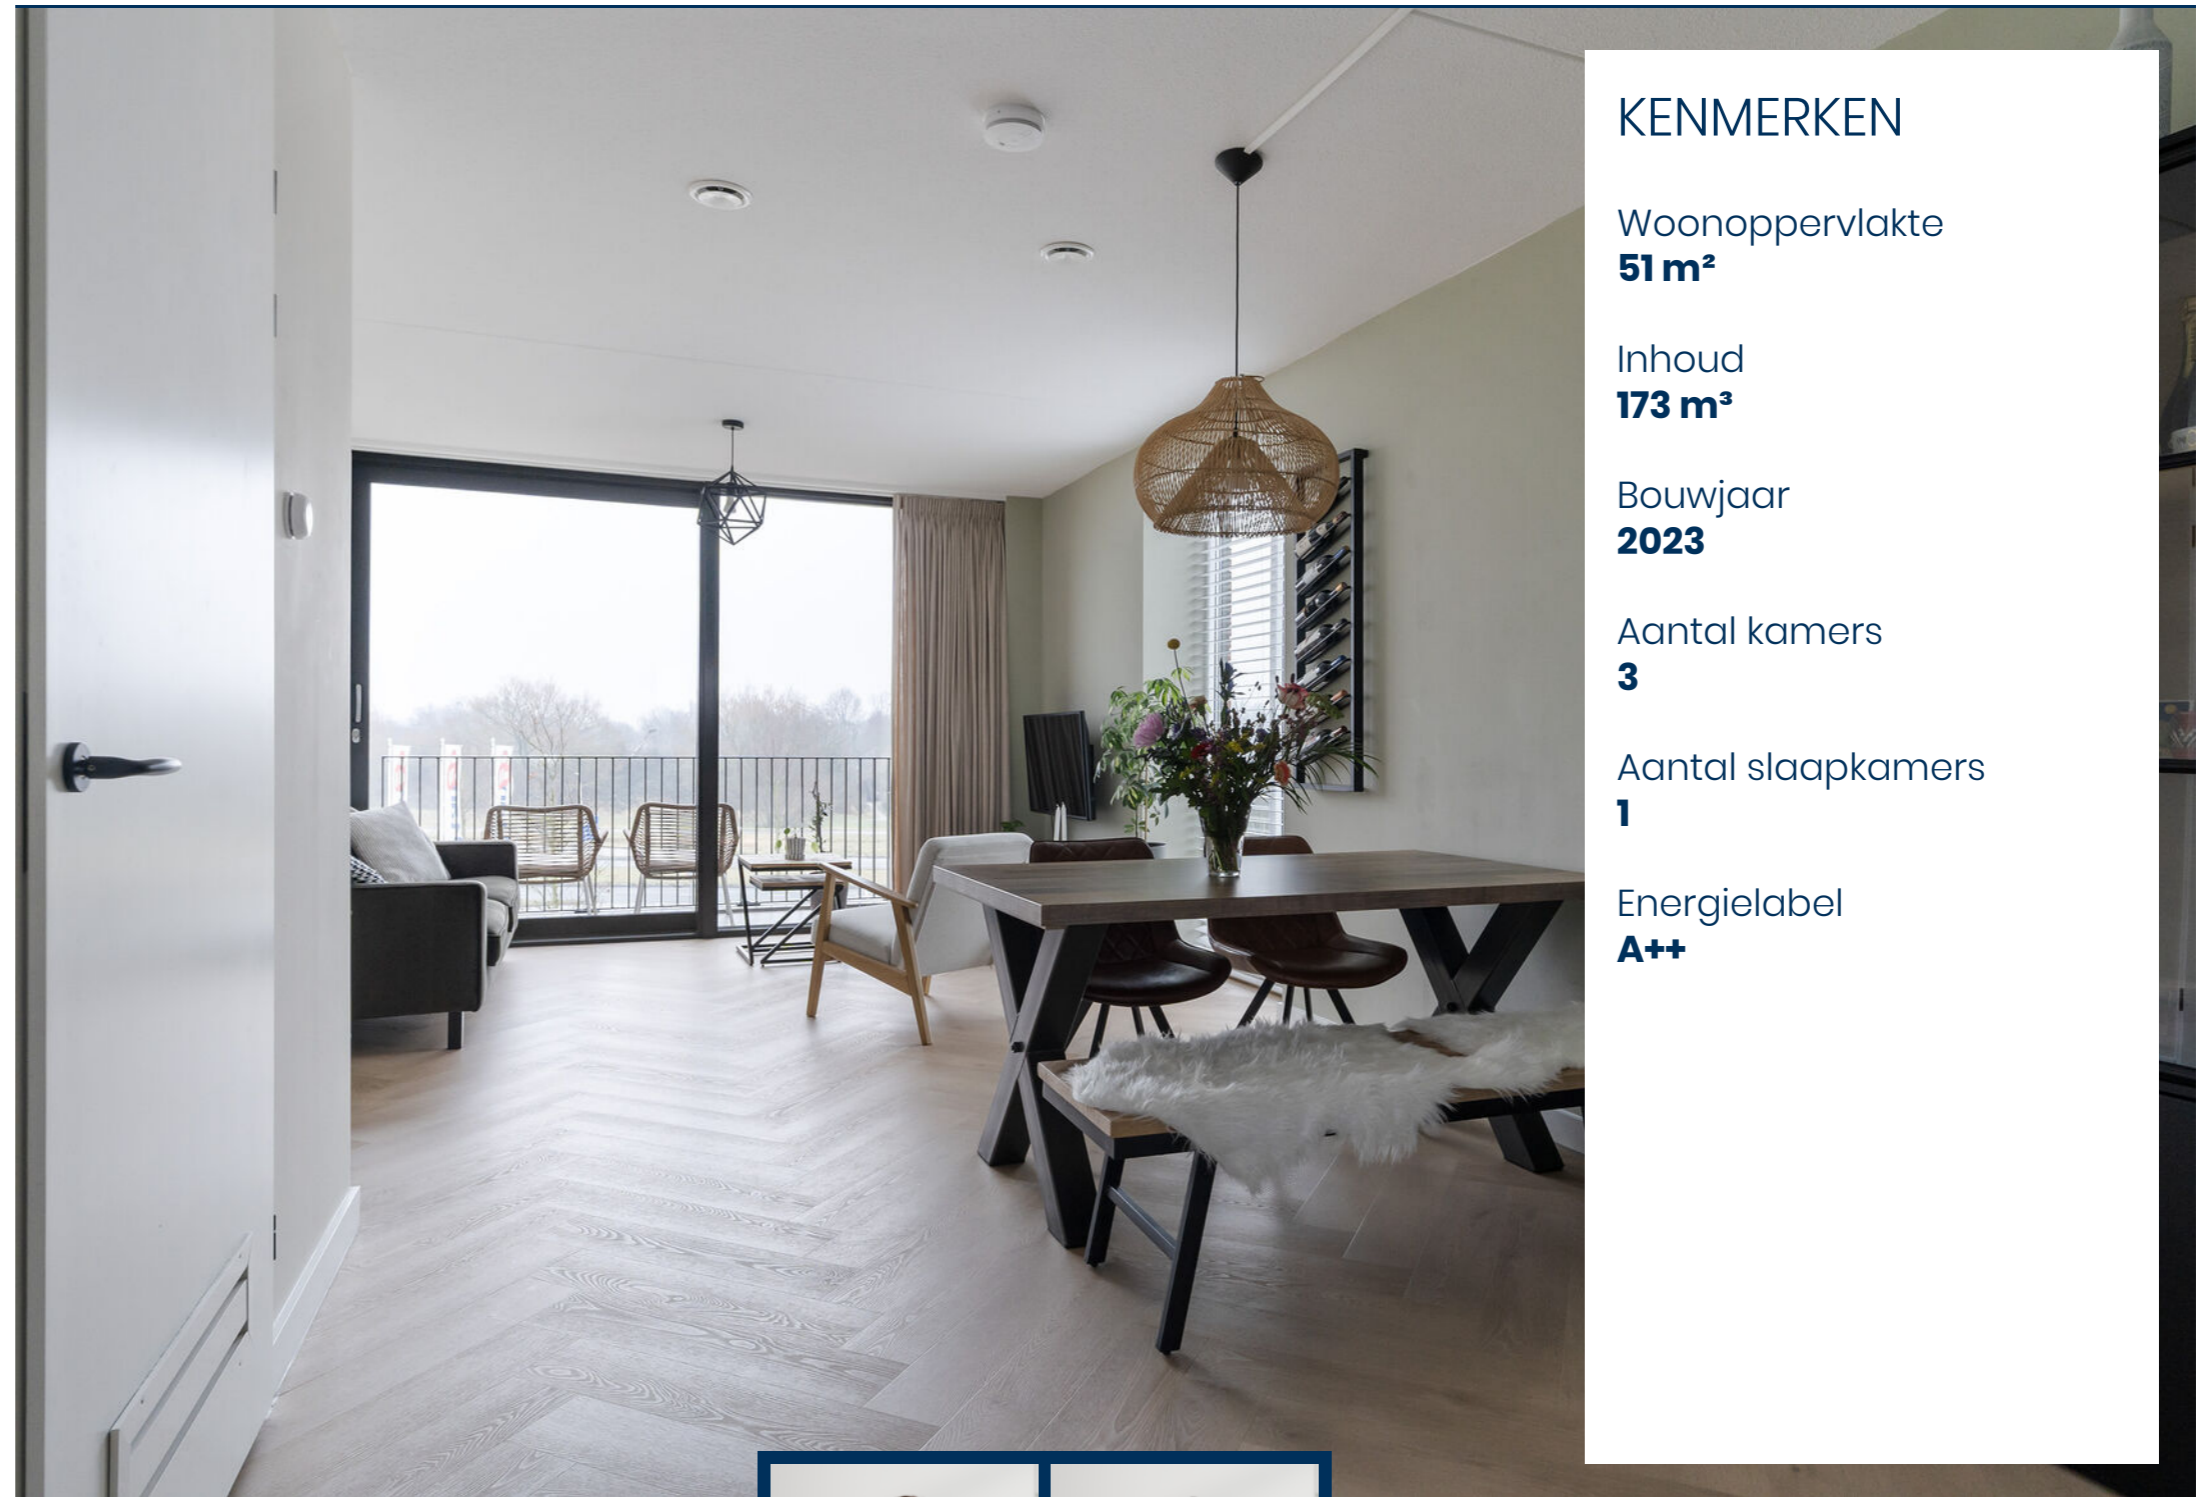 KENMERKEN
Woonoppervlakte
51 m²
Inhoud
173 m³
Bouwjaar
2023
Aantal kamers
3
Aantal slaapkamers
1
Energielabel
A++